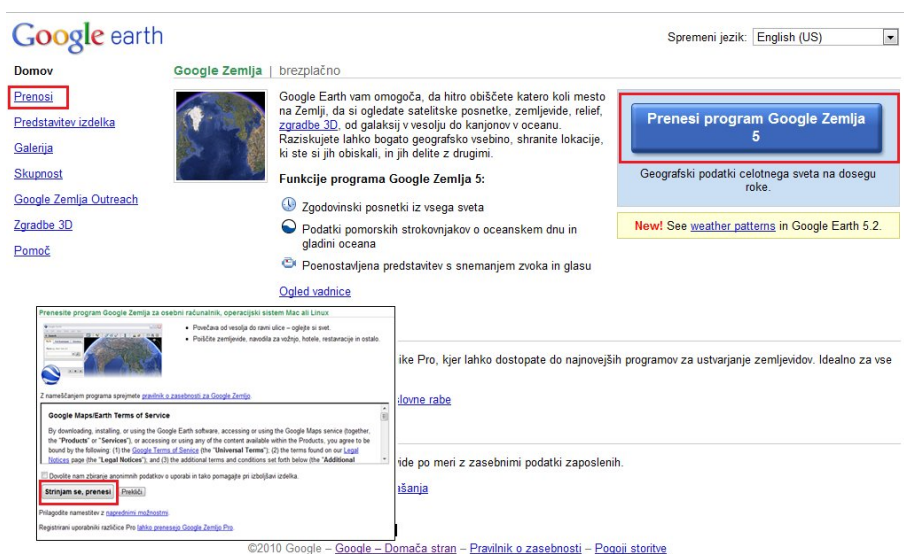 Google earth
Spremeni jezik: English (US)
Domov
Prenosi
Predstavitev izdelka
Galerija
Skupnost
Google Zemlja Outreach
Zgradbe 3D
Pomoč
Google Zemlja | brezplačno
Google Earth vam omogoča, da hitro obiščete katero koli mesto
na Zemlji, da si ogledate satelitske posnetke, zemljevide, relief,
zgradbe 3D, od galaksij v vesolju do kanjonov v oceanu.
Raziskujete lahko bogato geografsko vsebino, shranite lokacije,
ki ste si jih obiskali, in jih delite z drugimi.
Funkcije programa Google Zemlja 5:
Zgodovinski posnetki iz vsega sveta
Podatki pomorskih strokovnjakov o oceanskem dnu in
gladini oceana
Poenostavljena predstavitev s snemanjem zvoka in glasu
Ogled vadnice
Prenesi program Google Zemlja
5
Geografski podatki celotnega sveta na dosegu
roke.
New! See weather patterns in Google Earth 5.2.
Prenesite program Google Zemlja za osebni računalnik, operacijski sistem Mac ali Linux
Povečava od vesolja do ravni ulice – oglejte si svet.
Poiščite zemljevide, navodila za vožnjo, hotele, restavracije in ostalo.
Z nameščanjem programa sprejmete pravilnik o zasebnosti za Google Zemljo.
Google Maps/Earth Terms of Service
By downloading, installing, or using the Google Earth software, accessing or using the Google Maps service (together,
the "Products" or "Services"), or accessing or using any of the content available within the Products, you agree to be
bound by the following: (1) the Google Terms of Service (the "Universal Terms"); (2) the terms found on our Legal
Notices page (the "Legal Notices"); and (3) the additional terms and conditions set forth below (the "Additional
Dovolite nam zbiranje anonimnih podatkov o uporabi in tako pomagajte pri izboljšavi izdelka.
Strinjam se, prenesi Prekliči
Prilagodite namestitev z naprednimi možnostmi.
Registrirani uporabniki različice Pro lahko prenesejo Google Zemljo Pro.
ike Pro, kjer lahko dostopate do najnovejših programov za ustvarjanje zemljevidov. Idealno za vse
slovne rabe
vide po meri z zasebnimi podatki zaposlenih.
ašanja
©2010 Google – Google – Domača stran – Pravilnik o zasebnosti – Pogoji storitve